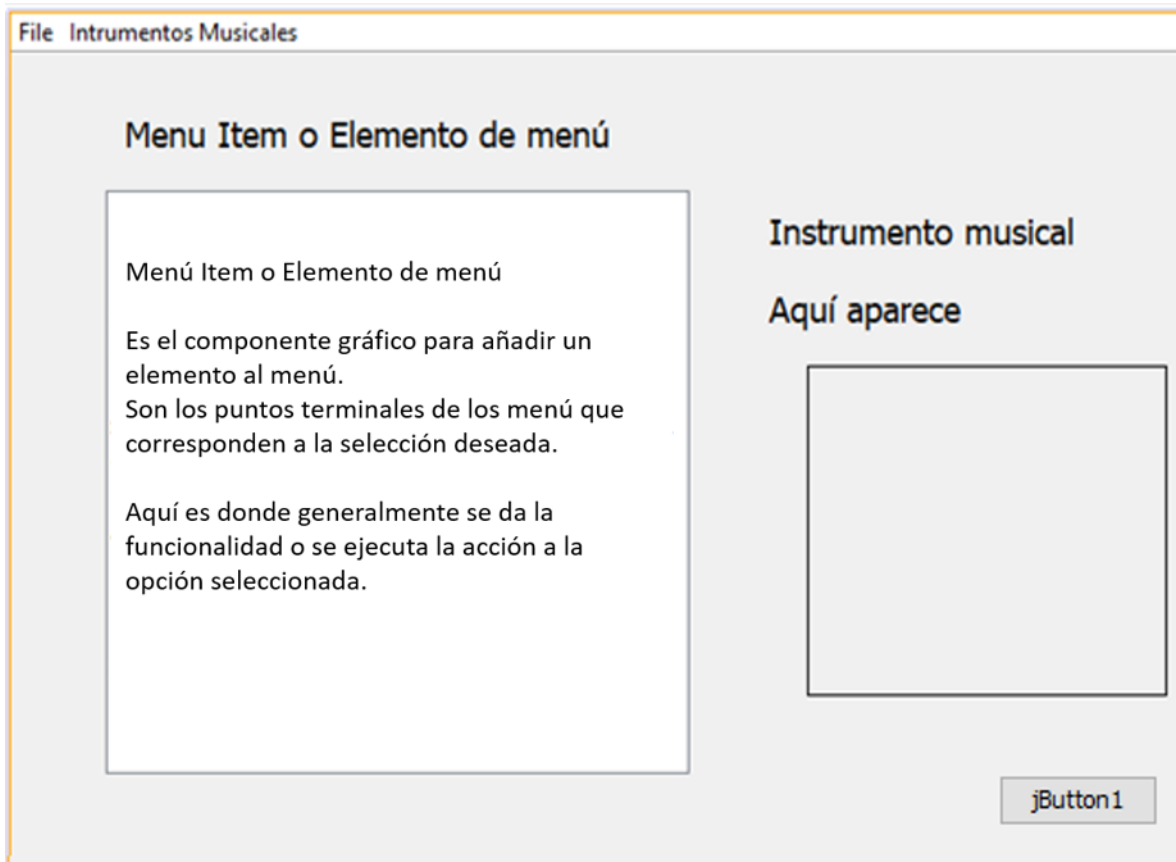 File Intrumentos Musicales
Menu Item o Elemento de menú
Menú Item o Elemento de menú
Es el componente gráfico para añadir un
elemento al menú.
Son los puntos terminales de los menú que
corresponden a la selección deseada.
Aquí es donde generalmente se da la
funcionalidad o se ejecuta la acción a la
opción seleccionada.
Instrumento musical
Aquí aparece
jButton1